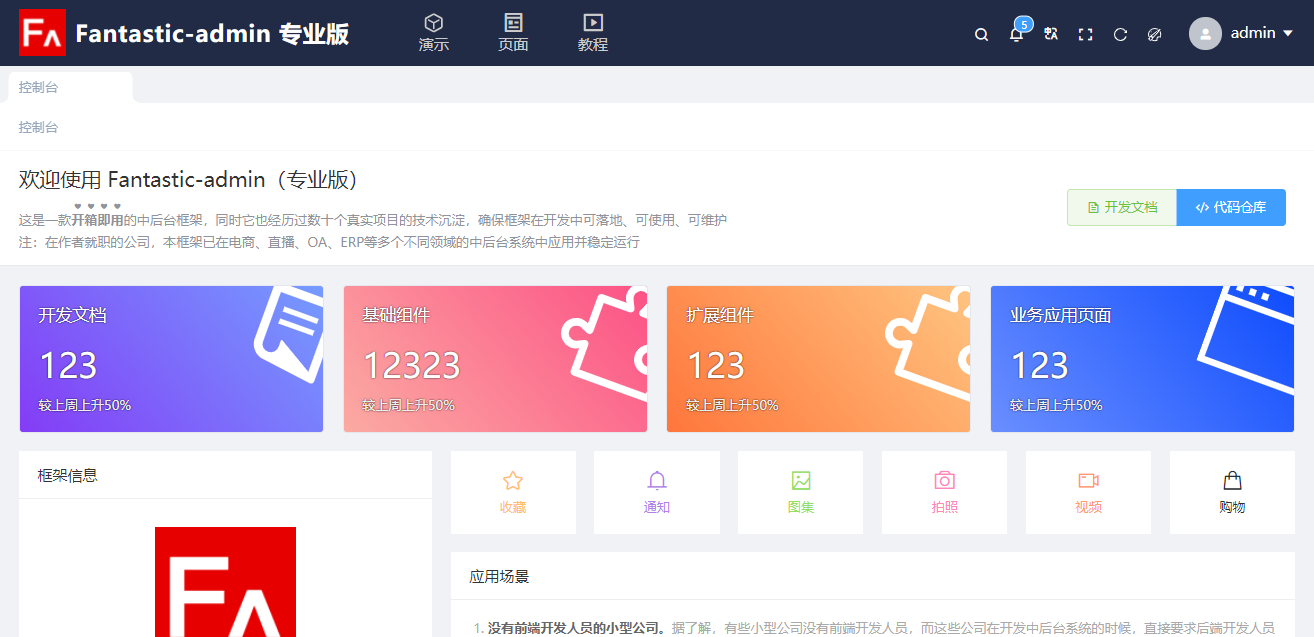 FA Fantastic-admin 专业版
演示 页面 教程
5
admin
控制台
控制台
欢迎使用 Fantastic-admin（专业版）
这是一款开箱即用的中后台框架，同时它也经历过数十个真实项目的技术沉淀，确保框架在开发中可落地、可使用、可维护
注：在作者就职的公司，本框架已在电商、直播、OA、ERP等多个不同领域的中后台系统中应用并稳定运行
开发文档 代码仓库
开发文档
123
较上周上升50%
基础组件
12323
较上周上升50%
扩展组件
123
较上周上升50%
业务应用页面
123
较上周上升50%
框架信息
FA
收藏 通知 图集 拍照 视频 购物
应用场景
1. 没有前端开发人员的小型公司。据了解，有些小型公司没有前端开发人员，而这些公司在开发中后台系统的时候，直接要求后端开发人员